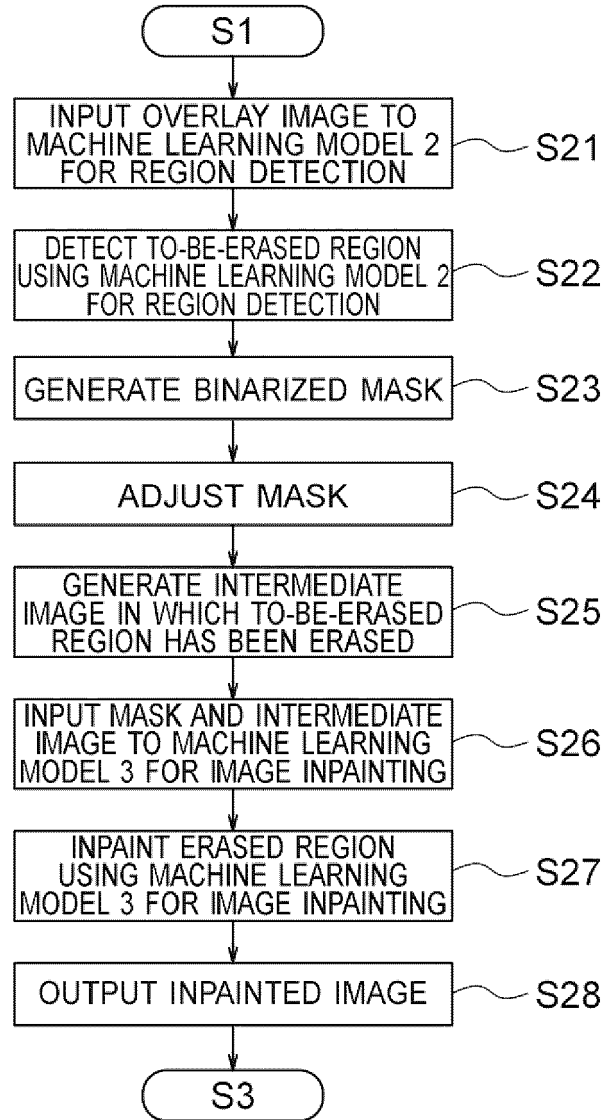 S1
INPUT OVERLAY IMAGE TO
MACHINE LEARNING MODEL 2
FOR REGION DETECTION
S21
DETECT TO-BE-ERASED REGION
USING MACHINE LEARNING MODEL 2
FOR REGION DETECTION
S22
GENERATE BINARIZED MASK
S23
ADJUST MASK
S24
GENERATE INTERMEDIATE
IMAGE IN WHICH TO-BE-ERASED
REGION HAS BEEN ERASED
S25
INPUT MASK AND INTERMEDIATE
IMAGE TO MACHINE LEARNING
MODEL 3 FOR IMAGE INPAINTING
S26
INPAINT ERASED REGION
USING MACHINE LEARNING
MODEL 3 FOR IMAGE INPAINTING
S27
OUTPUT INPAINTED IMAGE
S28
S3